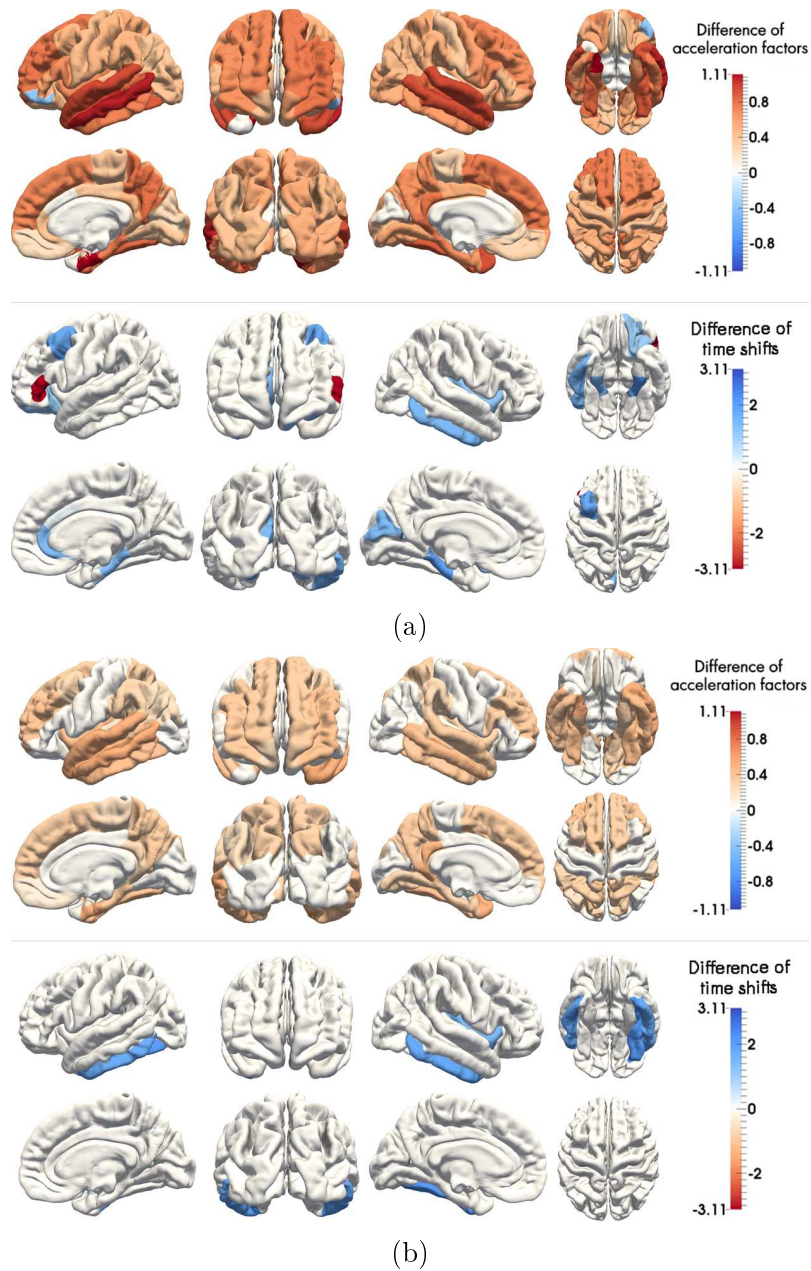 Difference of
acceleration factors
1.11
0.8
0.4
0
-0.4
-0.8
-1.11
Difference of
time shifts
3.11
2
0
-2
-3.11
(a)
Difference of
acceleration factors
1.11
0.8
0.4
0
-0.4
-0.8
-1.11
Difference of
time shifts
3.11
2
0
-2
-3.11
(b)